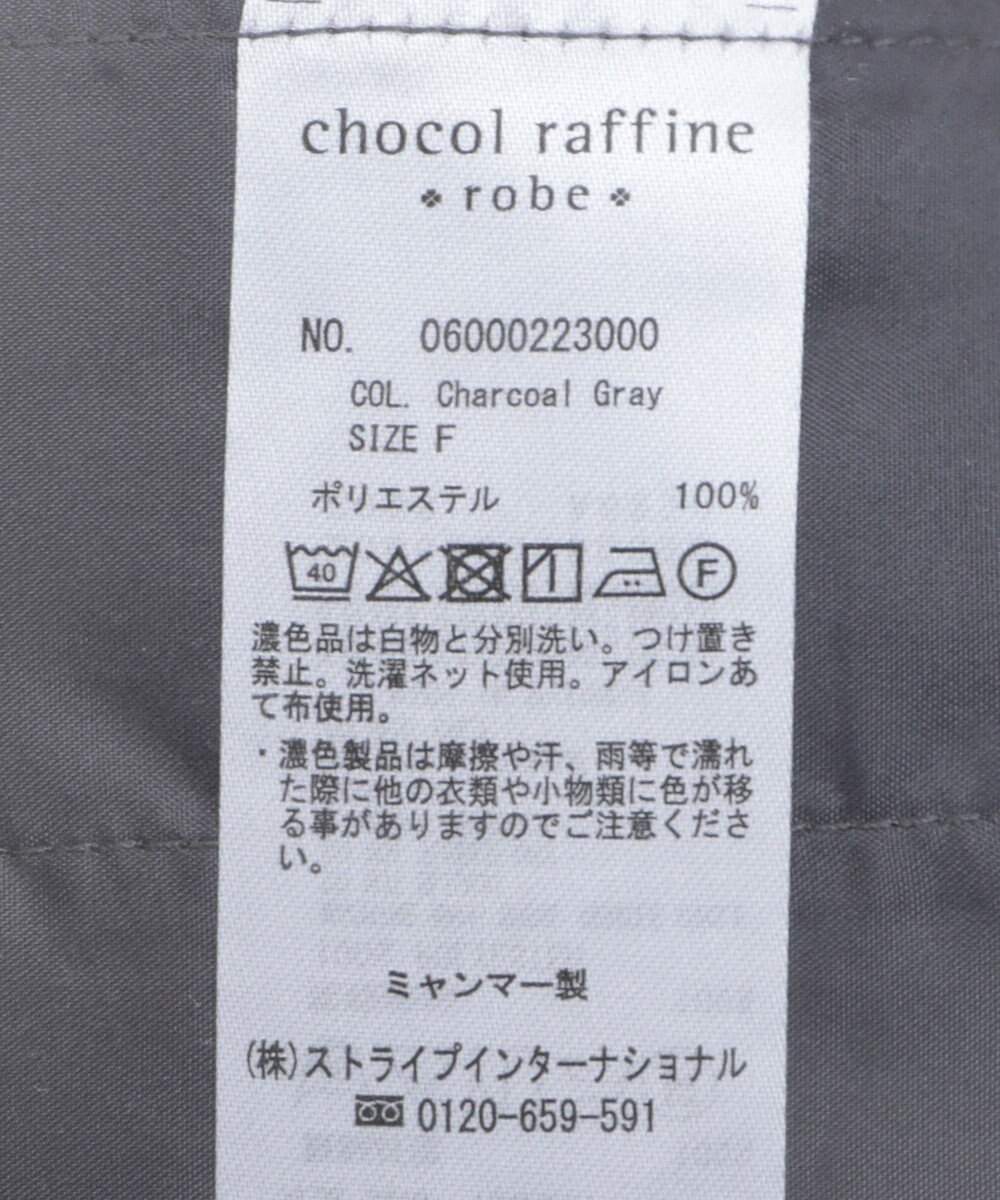 chocol raffine
robe
NO. 06000223000
COL. Charcoal Gray
SIZE F
ポリエステル 100%
40 F
濃色品は白物と分別洗い。つけ置き
禁止。洗濯ネット使用。アイロンあ
て布使用。
・濃色製品は摩擦や汗、雨等で濡れ
た際に他の衣類や小物類に色が移
る事がありますのでご注意くださ
い。
ミャンマー製
(株)ストライプインターナショナル
0120-659-591